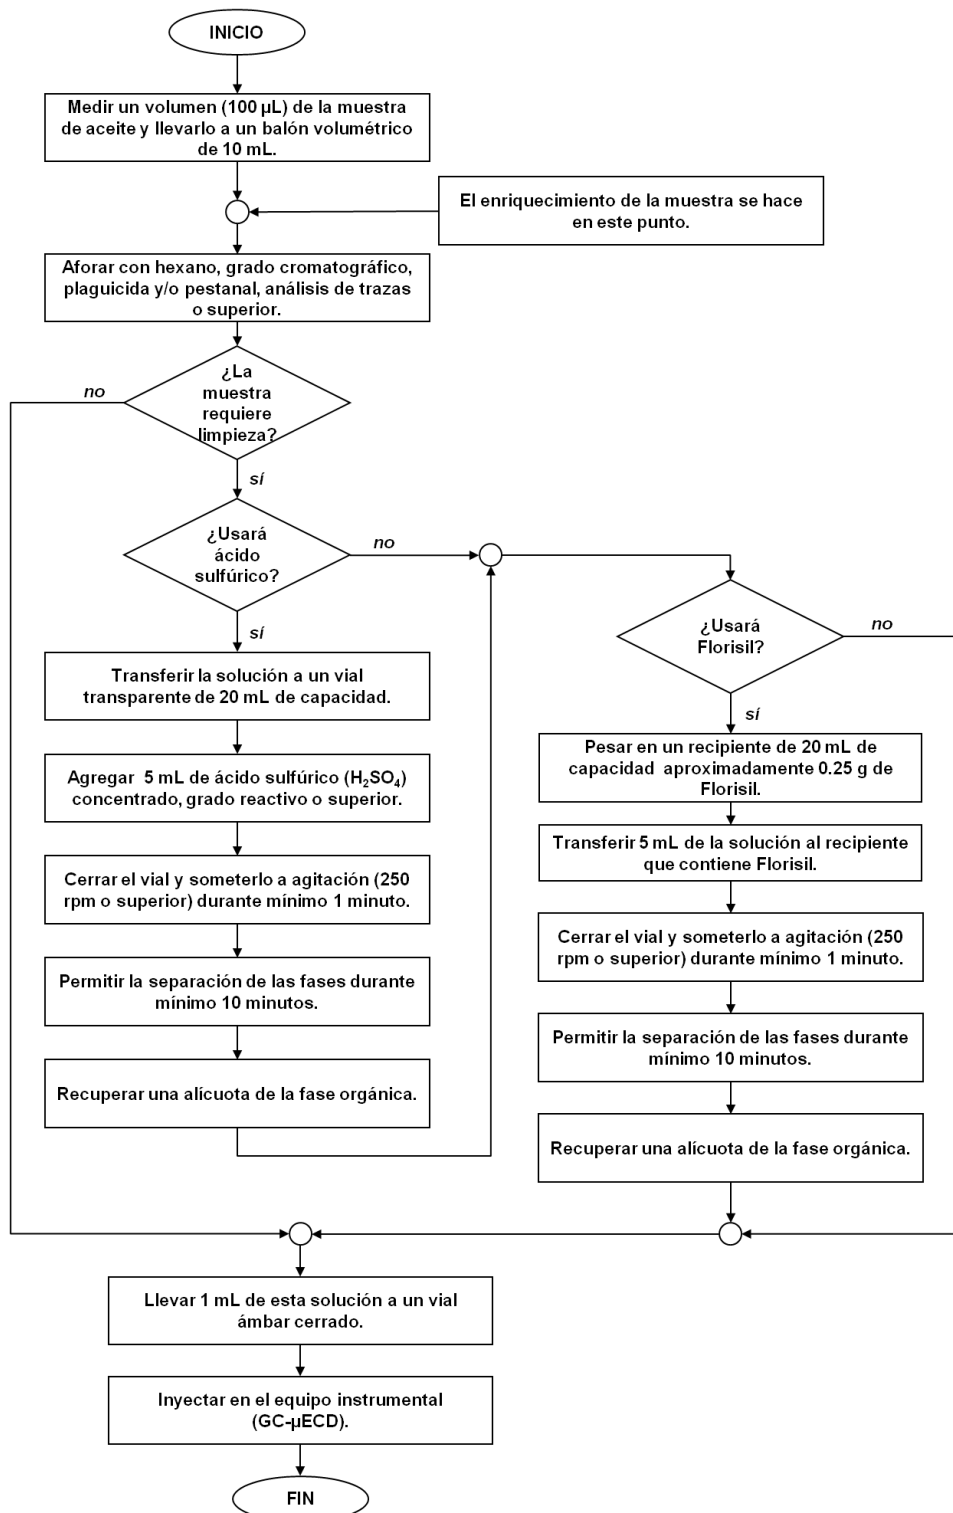 INICIO
Medir un volumen (100 µL) de la muestra
de aceite y llevarlo a un balón volumétrico
de 10 mL.
El enriquecimiento de la muestra se hace
en este punto.
Aforar con hexano, grado cromatográfico,
plaguicida y/o pestanal, análisis de trazas
o superior.
¿La
muestra
requiere
limpieza?
no
sí
¿Usará
ácido
sulfúrico?
no
sí
¿Usará
Florisil?
no
sí
Transferir la solución a un vial
transparente de 20 mL de capacidad.
Agregar 5 mL de ácido sulfúrico (H₂SO₄)
concentrado, grado reactivo o superior.
Cerrar el vial y someterlo a agitación (250
rpm o superior) durante mínimo 1 minuto.
Permitir la separación de las fases durante
mínimo 10 minutos.
Recuperar una alícuota de la fase orgánica.
Pesar en un recipiente de 20 mL de
capacidad aproximadamente 0.25 g de
Florisil.
Transferir 5 mL de la solución al recipiente
que contiene Florisil.
Cerrar el vial y someterlo a agitación (250
rpm o superior) durante mínimo 1 minuto.
Permitir la separación de las fases durante
mínimo 10 minutos.
Recuperar una alícuota de la fase orgánica.
Llevar 1 mL de esta solución a un vial
ámbar cerrado.
Inyectar en el equipo instrumental
(GC-µECD).
FIN